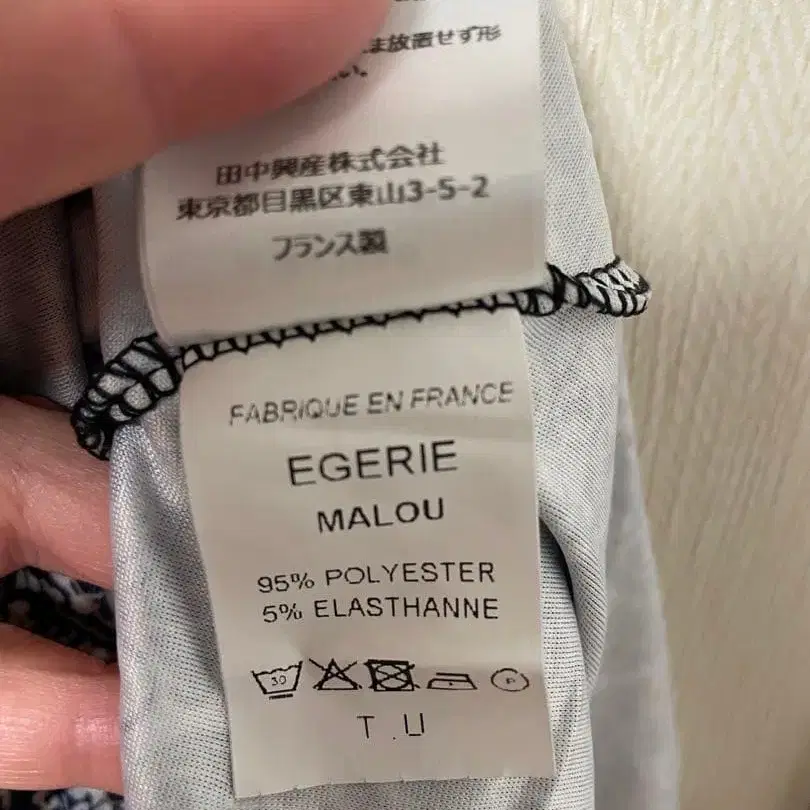 ま放置せず形
い。
田中興産株式会社
東京都目黒区東山3-5-2
フランス製
FABRIQUE EN FRANCE
EGERIE
MALOU
95% POLYESTER
5% ELASTHANNE
30 P
T.U